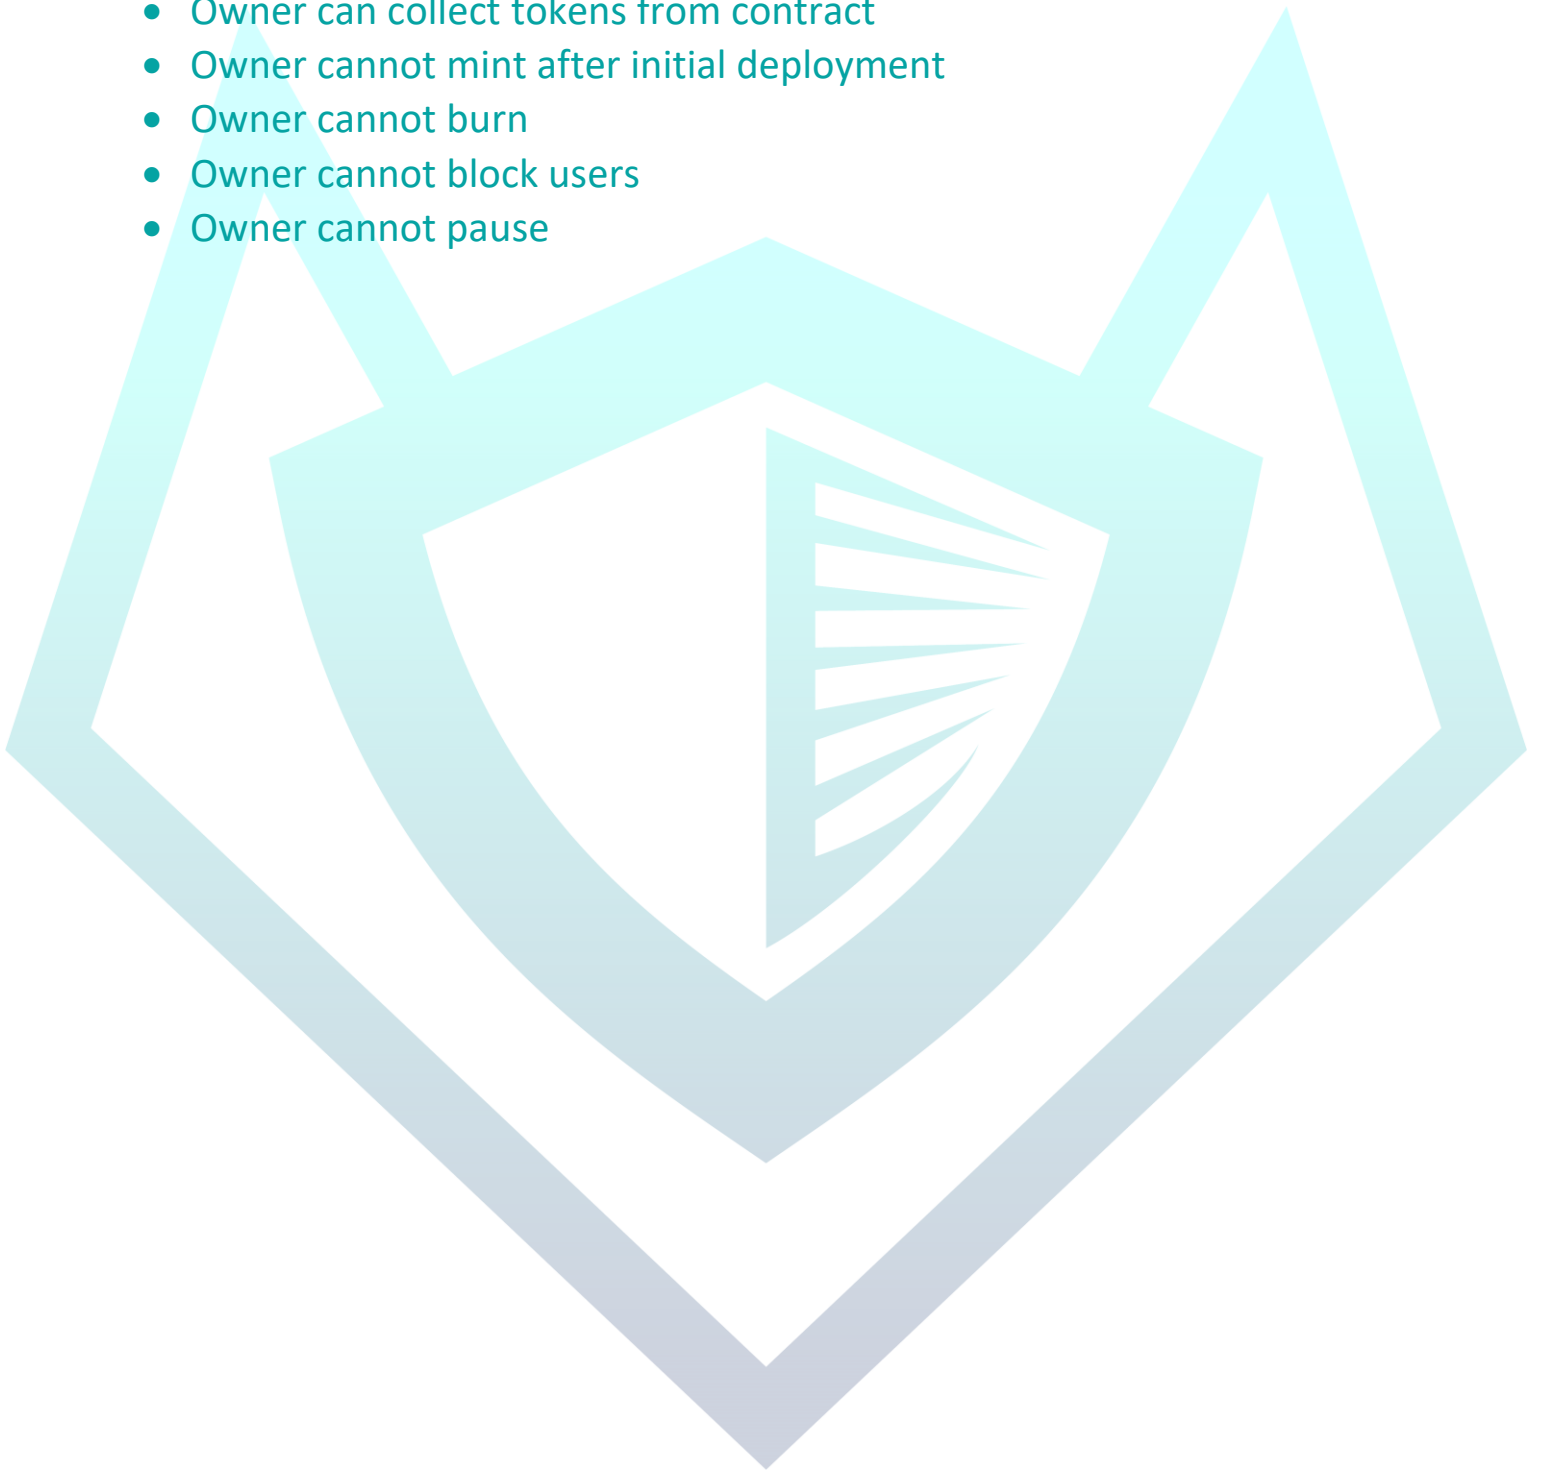 • Owner can collect tokens from contract
• Owner cannot mint after initial deployment
• Owner cannot burn
• Owner cannot block users
• Owner cannot pause